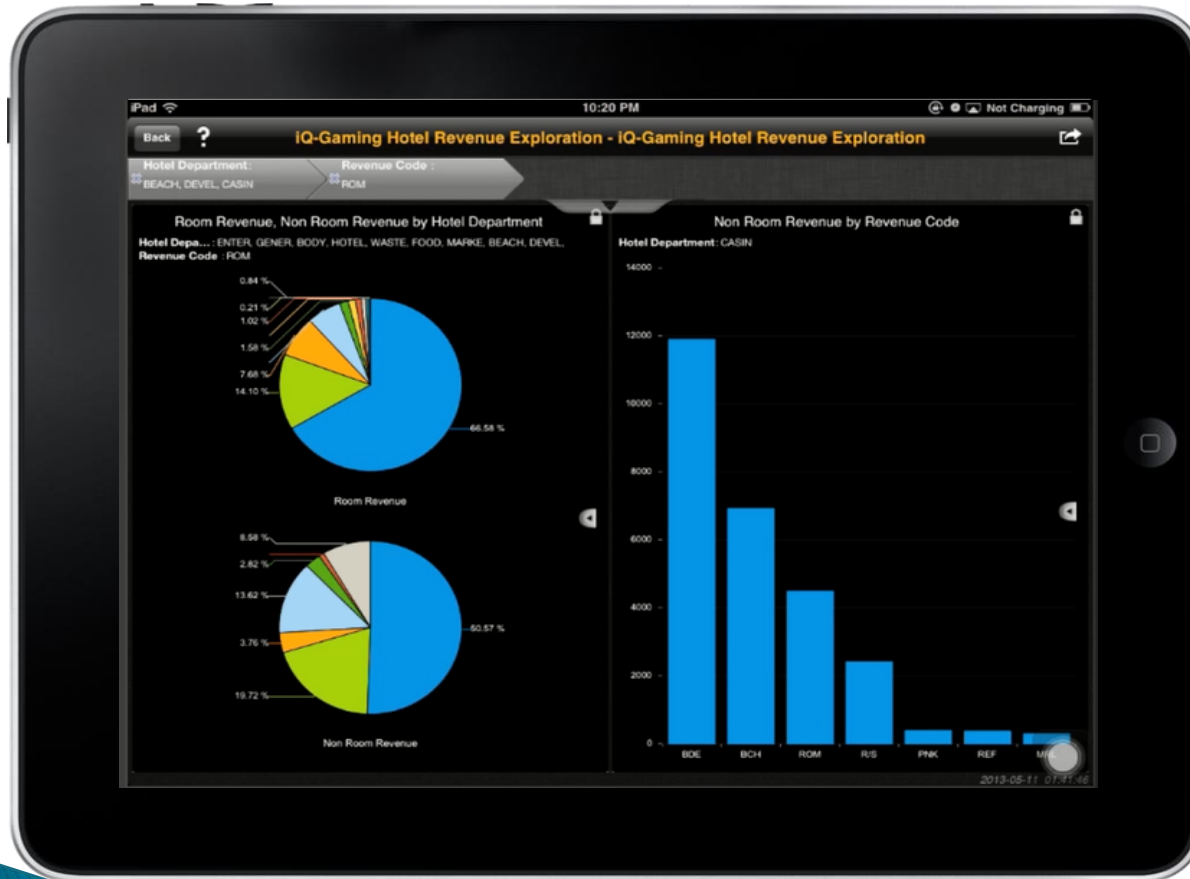 iPad 10:20 PM Not Charging
Back ? iQ-Gaming Hotel Revenue Exploration - iQ-Gaming Hotel Revenue Exploration
Hotel Department: Revenue Code :
BEACH, DEVEL, CASIN ROM
Room Revenue, Non Room Revenue by Hotel Department
Hotel Depa... : ENTER, GENER, BODY, HOTEL, WASTE, FOOD, MARKE, BEACH, DEVEL,
Revenue Code : ROM
0.84 %
0.21 %
1.02 %
1.58 %
7.68 %
14.10 %
66.58 %
Room Revenue
8.58 %
2.82 %
13.62 %
3.76 %
19.72 %
50.57 %
Non Room Revenue
Non Room Revenue by Revenue Code
Hotel Department: CASIN
14000
12000
10000
8000
6000
4000
2000
0
BDE BCH ROM R/S PNK REF
2013-05-11 01:41:46